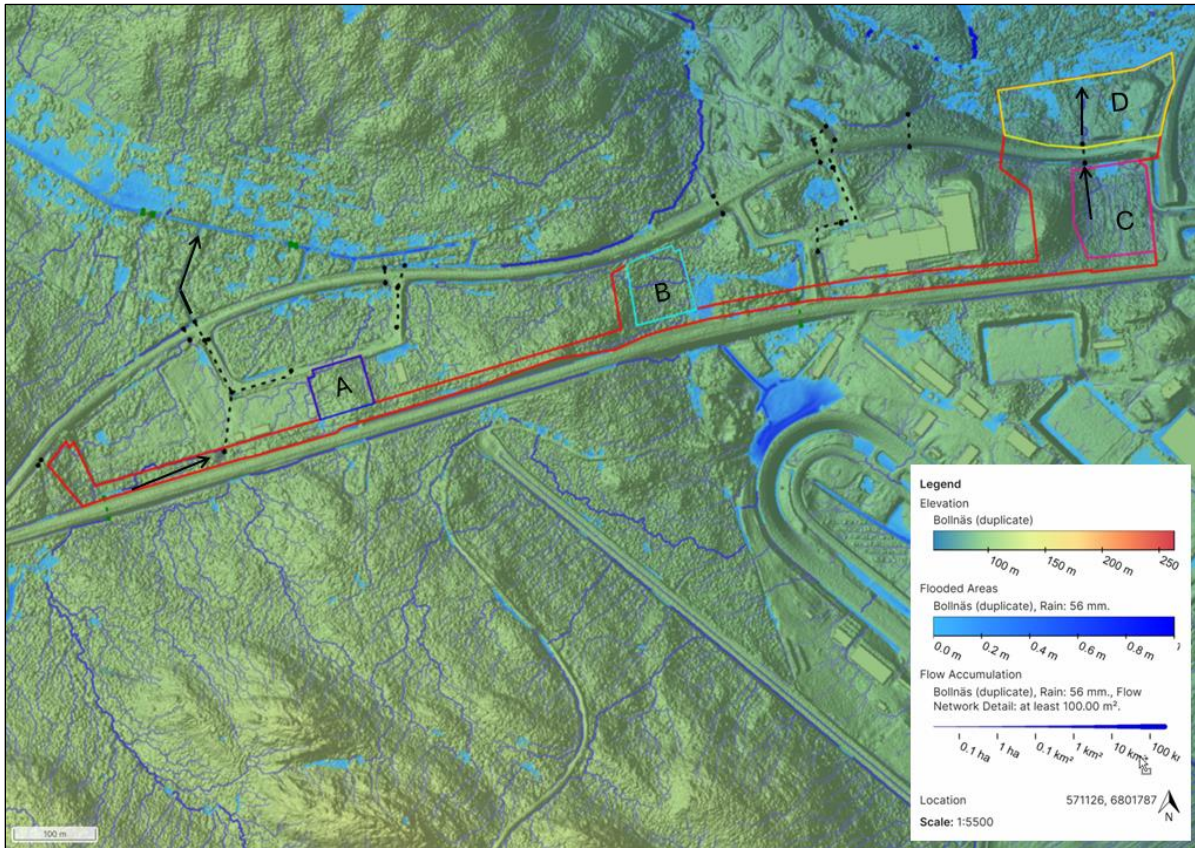 D
C
B
A
Legend
Elevation
Bollnäs (duplicate)
100 m 150 m 200 m 250
Flooded Areas
Bollnäs (duplicate), Rain: 56 mm.
0.0 m 0.2 m 0.4 m 0.6 m 0.8 m
Flow Accumulation
Bollnäs (duplicate), Rain: 56 mm., Flow
Network Detail: at least 100.00 m².
0.1 ha 1 ha 0.1 km² 1 km² 10 km² 100 k
Location 571126, 6801787
Scale: 1:5500 N
100 m